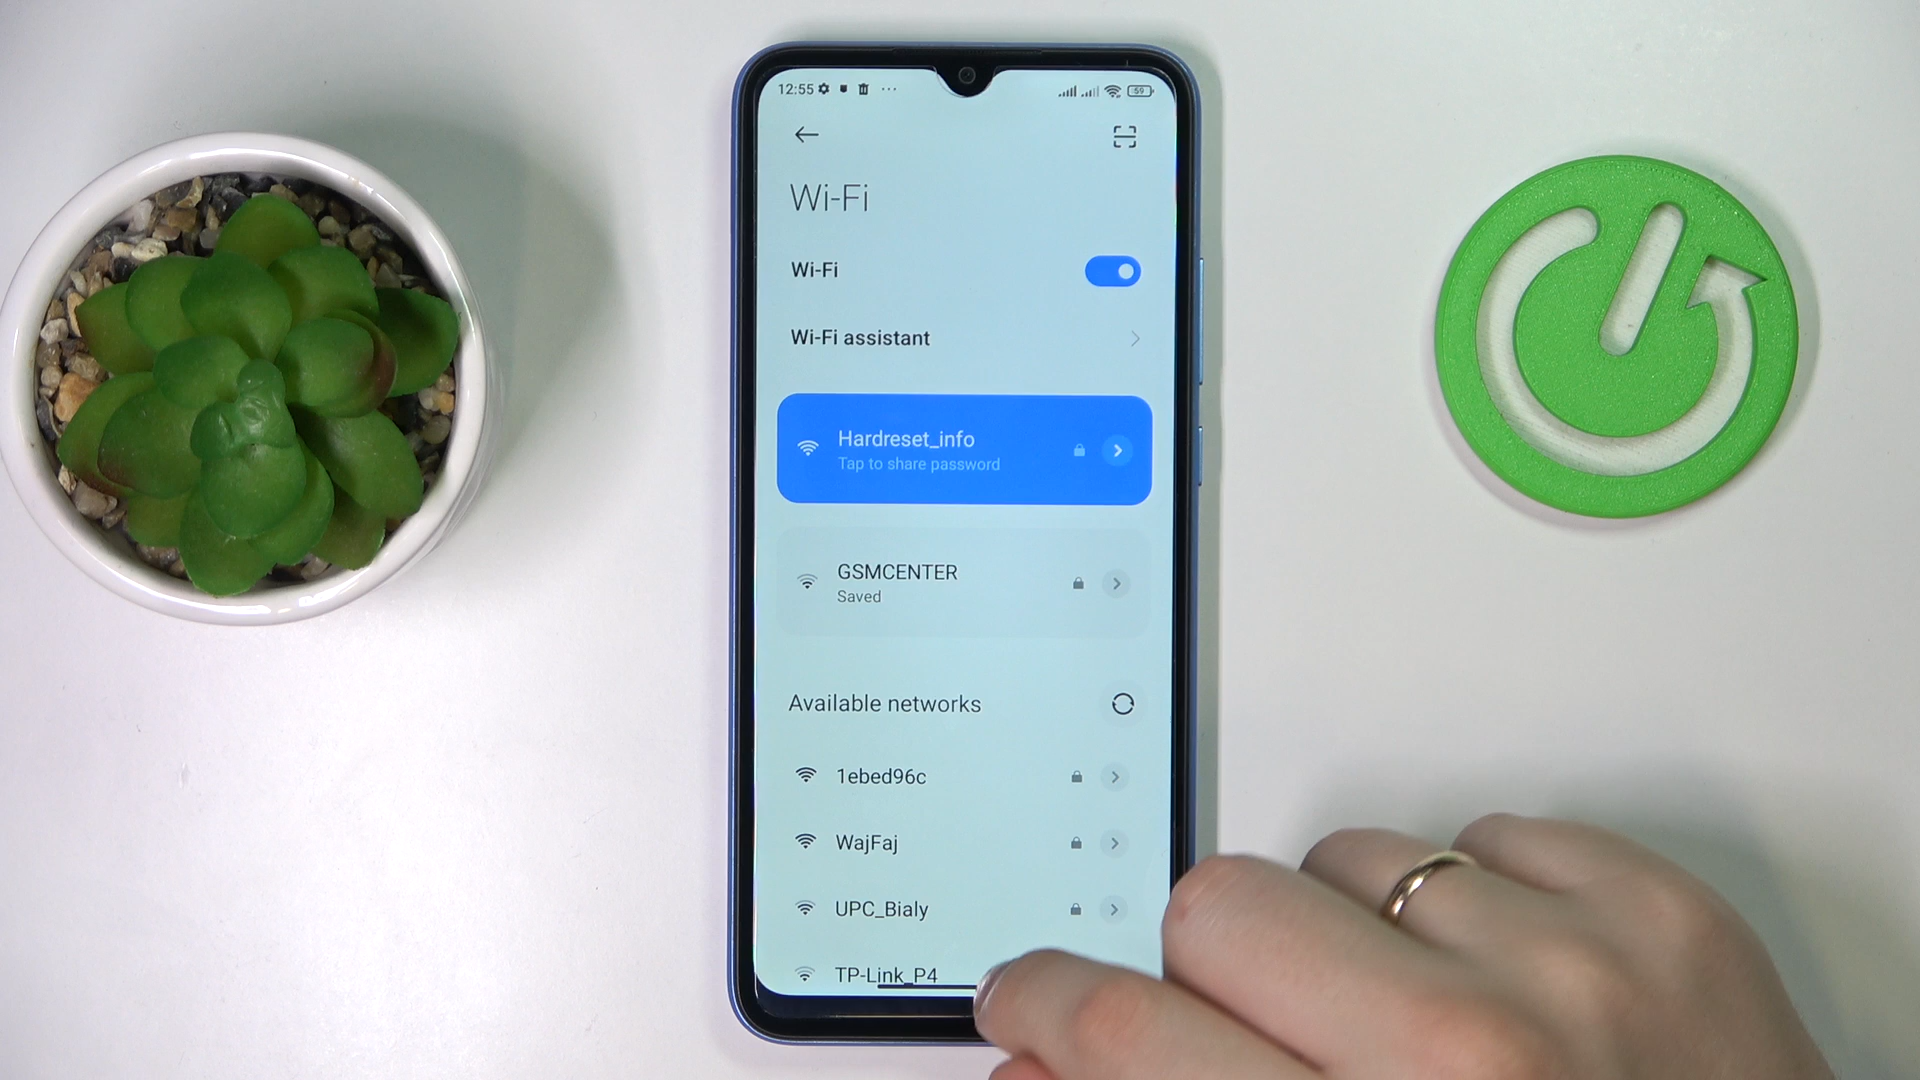 12:55 59
Wi-Fi
Wi-Fi
Wi-Fi assistant
Hardreset_info
Tap to share password
GSMCENTER
Saved
Available networks
1ebed96c
WajFaj
UPC_Bialy
TP-Link_P4